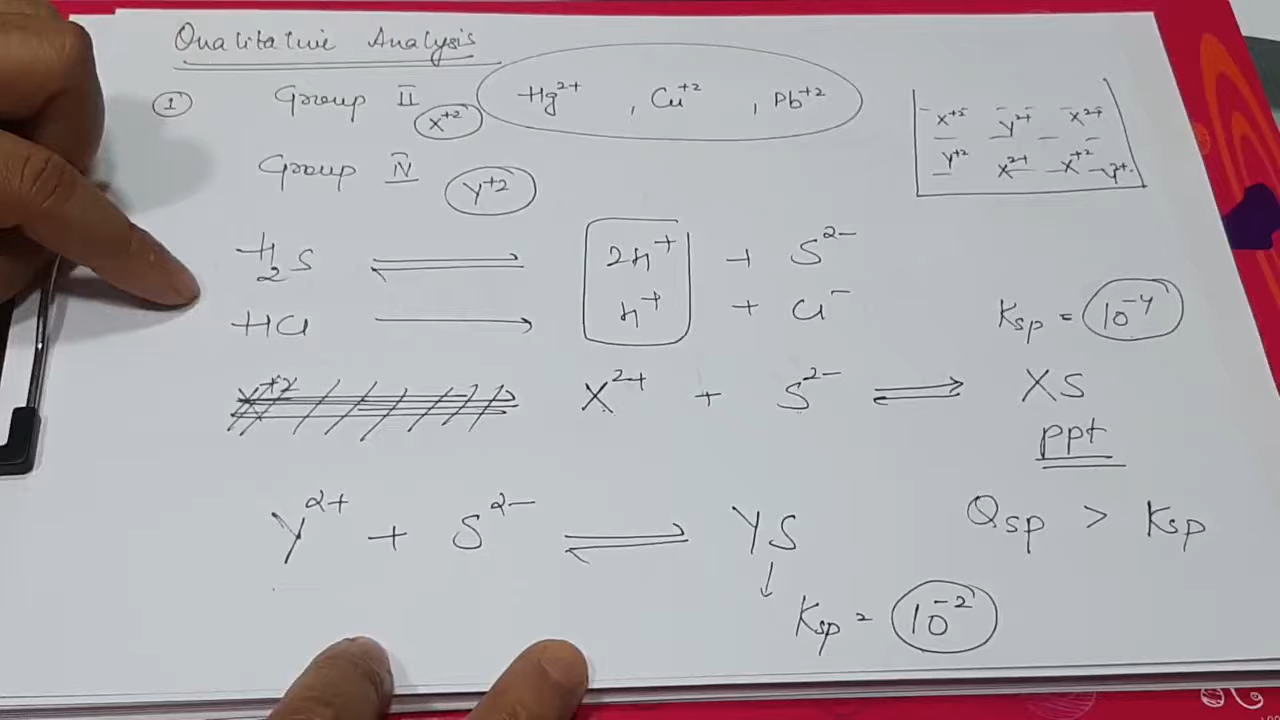 Qualitative Analysis
① Group II X+2 Hg2+ , Cu+2 , Pb+2
Group IV Y+2
X+2 Y2+ X2+
Y+2 X2+ X+2 Y2+
H2S ⇌ 2H+ + S2-
HCl → H+ + Cl-
Ksp = 10-4
X2+ + S2- ⇌ XS
ppt
Y2+ + S2- ⇌ YS
Qsp > Ksp
↓
Ksp = 10-2